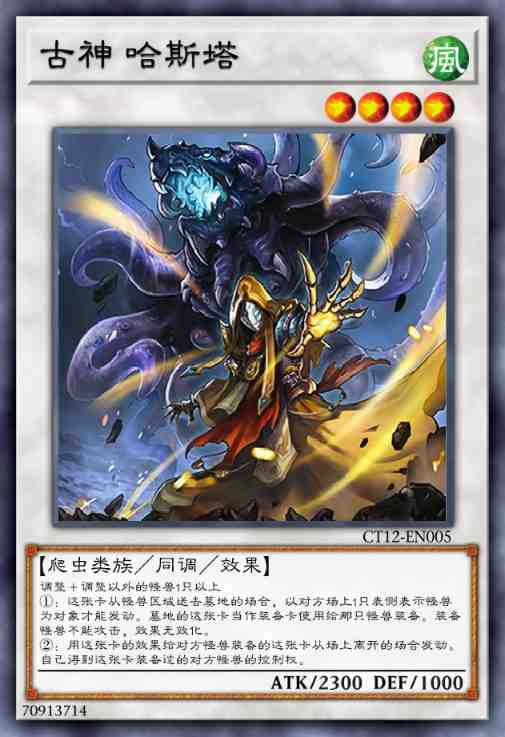 古神 哈斯塔
瘋
CT12-EN005
【爬虫类族／同调／效果】
调整＋调整以外的怪兽1只以上
①：这张卡从怪兽区域送去墓地的场合，以对方场上1只表侧表示怪兽
为对象才能发动。墓地的这张卡当作装备卡使用给那只怪兽装备。装备
怪兽不能攻击，效果无效化。
②：用这张卡的效果给对方怪兽装备的这张卡从场上离开的场合发动。
自己得到这张卡装备过的对方怪兽的控制权。
ATK/2300 DEF/1000
70913714